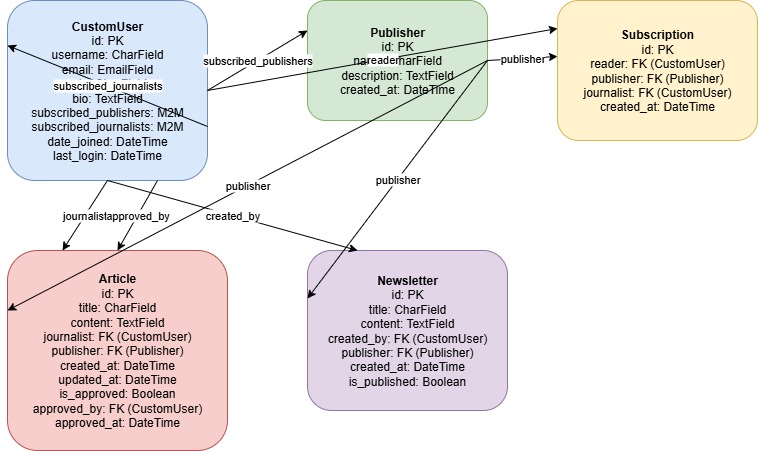 CustomUser
id: PK
username: CharField
email: EmailField
subscribed_journalists
bio: TextField
subscribed_publishers: M2M
subscribed_journalists: M2M
date_joined: DateTime
last_login: DateTime
subscribed_publishers
Publisher
id: PK
reader
description: TextField
created_at: DateTime
publisher
Subscription
id: PK
reader: FK (CustomUser)
publisher: FK (Publisher)
journalist: FK (CustomUser)
created_at: DateTime
publisher
publisher
journalist
approved_by
created_by
Article
id: PK
title: CharField
content: TextField
journalist: FK (CustomUser)
publisher: FK (Publisher)
created_at: DateTime
updated_at: DateTime
is_approved: Boolean
approved_by: FK (CustomUser)
approved_at: DateTime
Newsletter
id: PK
title: CharField
content: TextField
created_by: FK (CustomUser)
publisher: FK (Publisher)
created_at: DateTime
is_published: Boolean